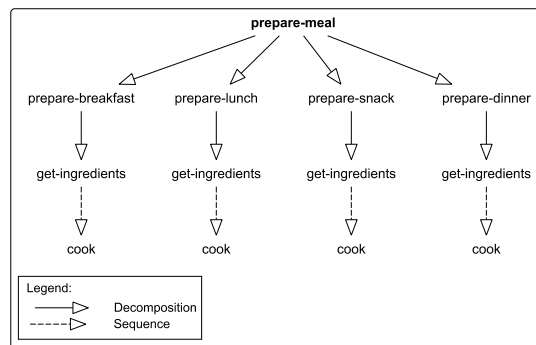 prepare-meal
prepare-breakfast prepare-lunch prepare-snack prepare-dinner
get-ingredients get-ingredients get-ingredients get-ingredients
cook cook cook cook
Legend:
Decomposition
Sequence